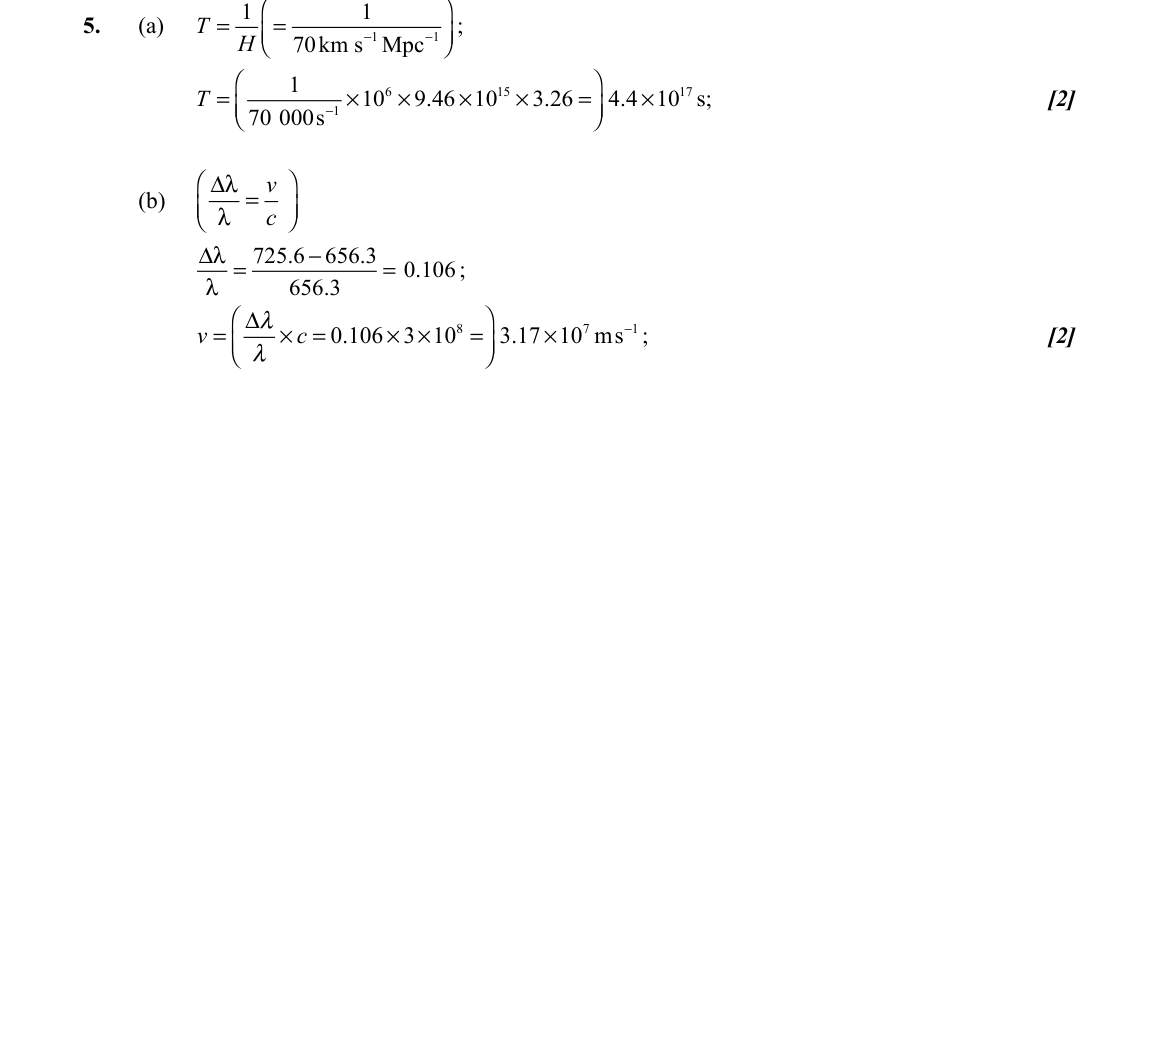 5. (a) T = 1/H ( = 1/(70 km s⁻¹ Mpc⁻¹) ) ;
T = ( 1/(70 000 s⁻¹) × 10⁶ × 9.46 × 10¹⁵ × 3.26 = ) 4.4 × 10¹⁷ s; [2]
(b) ( Δλ/λ = v/c )
Δλ/λ = (725.6 − 656.3)/656.3 = 0.106 ;
v = ( Δλ/λ × c = 0.106 × 3 × 10⁸ = ) 3.17 × 10⁷ m s⁻¹ ; [2]